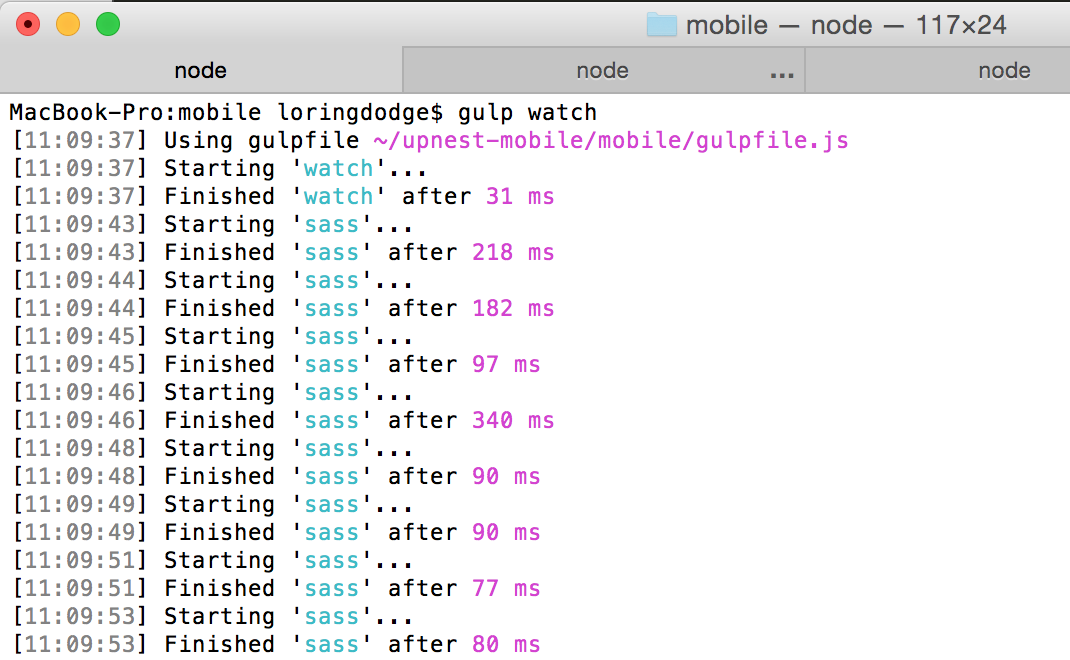 mobile — node — 117×24
node
node
...
node
MacBook-Pro:mobile loringdodge$ gulp watch
[11:09:37] Using gulpfile ~/upnest-mobile/mobile/gulpfile.js
[11:09:37] Starting 'watch'...
[11:09:37] Finished 'watch' after 31 ms
[11:09:43] Starting 'sass'...
[11:09:43] Finished 'sass' after 218 ms
[11:09:44] Starting 'sass'...
[11:09:44] Finished 'sass' after 182 ms
[11:09:45] Starting 'sass'...
[11:09:45] Finished 'sass' after 97 ms
[11:09:46] Starting 'sass'...
[11:09:46] Finished 'sass' after 340 ms
[11:09:48] Starting 'sass'...
[11:09:48] Finished 'sass' after 90 ms
[11:09:49] Starting 'sass'...
[11:09:49] Finished 'sass' after 90 ms
[11:09:51] Starting 'sass'...
[11:09:51] Finished 'sass' after 77 ms
[11:09:53] Starting 'sass'...
[11:09:53] Finished 'sass' after 80 ms